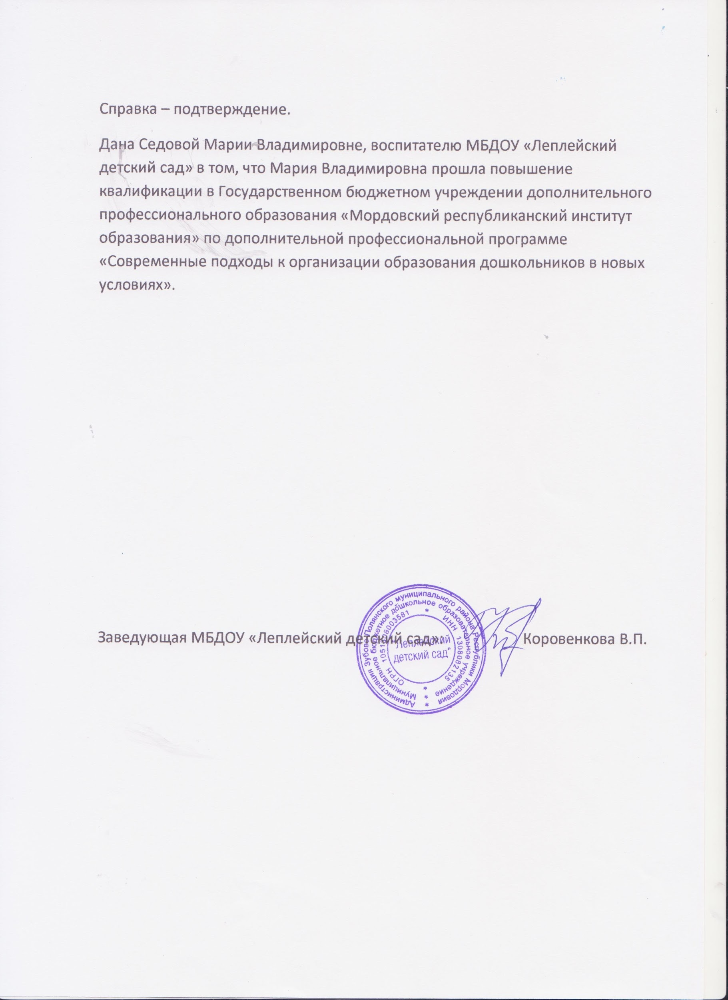 Справка – подтверждение.
Дана Седовой Марии Владимировне, воспитателю МБДОУ «Леплейский
детский сад» в том, что Мария Владимировна прошла повышение
квалификации в Государственном бюджетном учреждении дополнительного
профессионального образования «Мордовский республиканский институт
образования» по дополнительной профессиональной программе
«Современные подходы к организации образования дошкольников в новых
условиях».
Заведующая МБДОУ «Леплейский детский сад»: Коровенкова В.П.
Администрация Зубово-Полянского муниципального района Республики Мордовия
Муниципальное бюджетное дошкольное образовательное учреждение
ОГРН 1051308003581 * ИНН 1308082135
"Леплейский
детский сад"